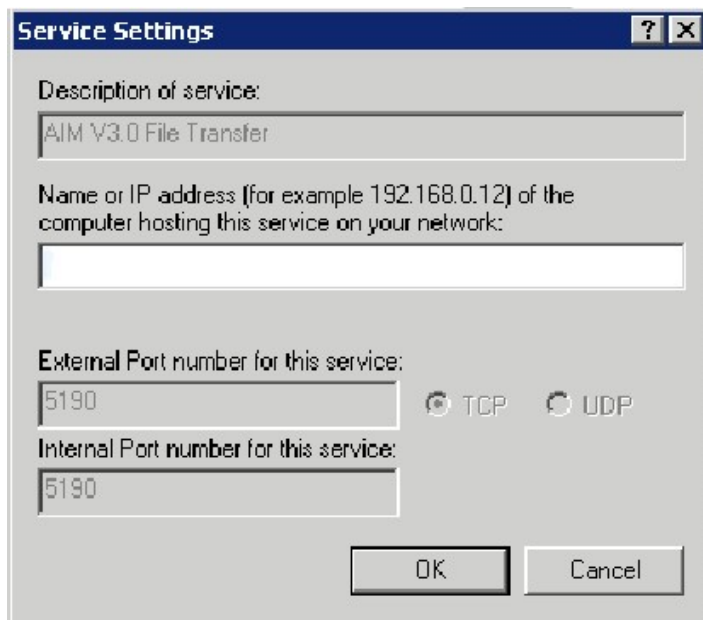 Service Settings
Description of service:
AIM V3.0 File Transfer
Name or IP address (for example 192.168.0.12) of the
computer hosting this service on your network:
External Port number for this service:
5190 TCP UDP
Internal Port number for this service:
5190
OK Cancel